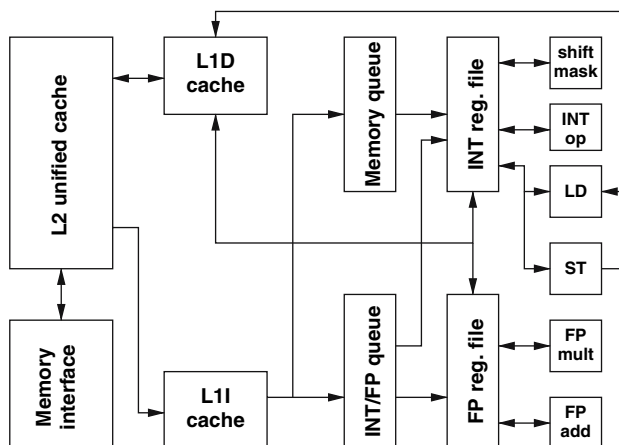 L2 unified cache
Memory
interface
L1D
cache
L1I
cache
Memory queue
INT/FP queue
INT reg. file
FP reg. file
shift
mask
INT
op
LD
ST
FP
mult
FP
add